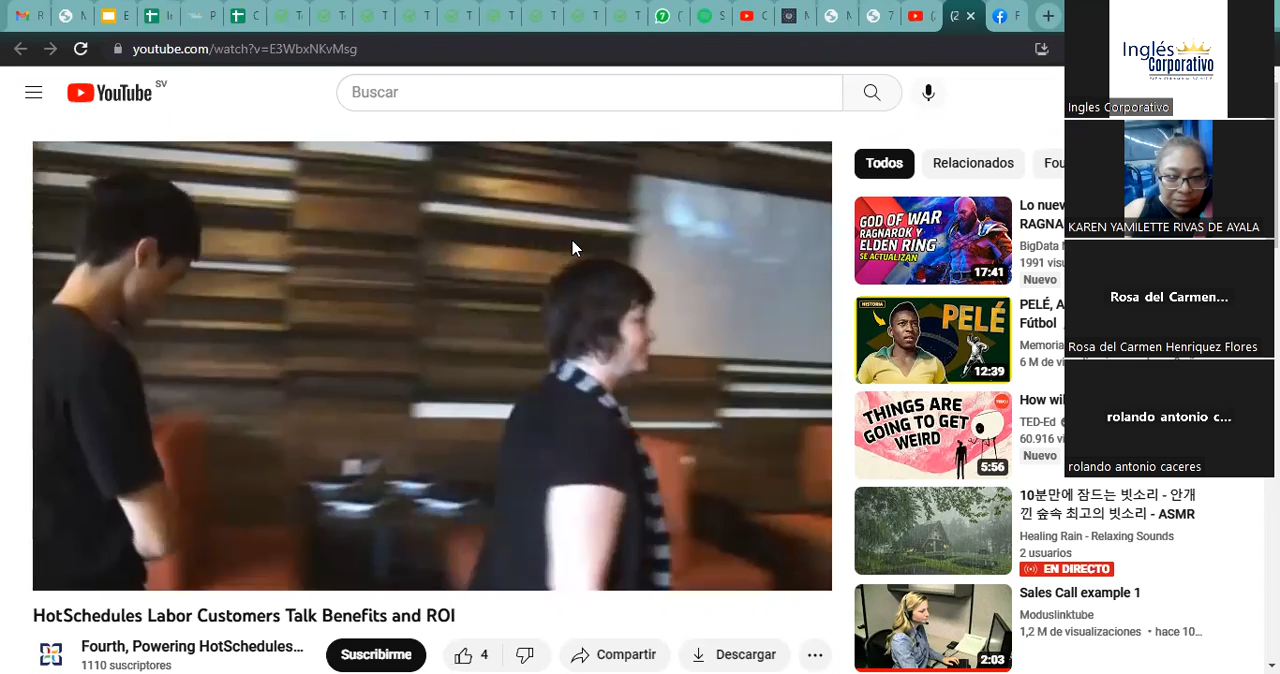 R
M
E
In
P
C
T
T
T
T
T
T
T
T
T
(
S
C
M
N
7
(
(2
F
youtube.com/watch?v=E3WbxNKvMsg
YouTube SV
Buscar
Todos
Relacionados
Fou
GOD OF WAR
RAGNAROK Y
ELDEN RING
SE ACTUALIZAN
17:41
Lo nuev
RAGNA
BigData
1991 visu
Nuevo
HISTORIA
PELÉ
12:39
PELÉ, A
Fútbol
Memoria
6 M de vi
THINGS ARE
GOING TO GET
WEIRD
TED
5:56
How wil
TED-Ed
60.916 vi
Nuevo
10분만에 잠드는 빗소리 - 안개
낀 숲속 최고의 빗소리 - ASMR
Healing Rain - Relaxing Sounds
2 usuarios
EN DIRECTO
2:03
Sales Call example 1
Moduslinktube
1,2 M de visualizaciones • hace 10...
HotSchedules Labor Customers Talk Benefits and ROI
Fourth, Powering HotSchedules...
1110 suscriptores
Suscribirme
4
Compartir
Descargar
Inglés
Corporativo
Ingles Corporativo
KAREN YAMILETTE RIVAS DE AYALA
Rosa del Carmen...
Rosa del Carmen Henriquez Flores
rolando antonio c...
rolando antonio caceres